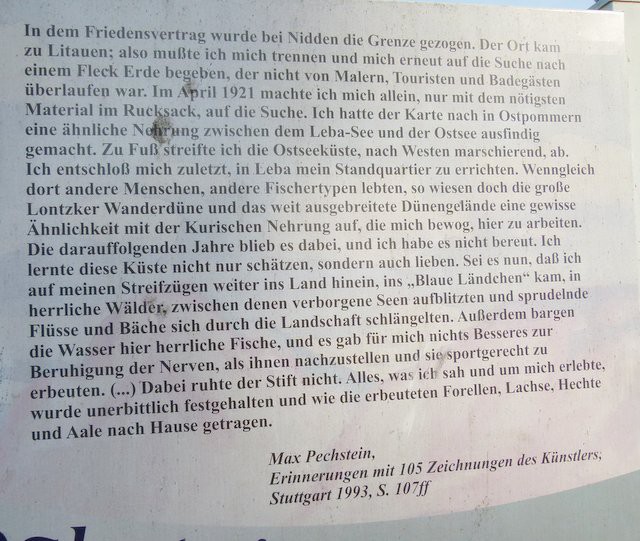 In dem Friedensvertrag wurde bei Nidden die Grenze gezogen. Der Ort kam
zu Litauen; also mußte ich mich trennen und mich erneut auf die Suche nach
einem Fleck Erde begeben, der nicht von Malern, Touristen und Badegästen
überlaufen war. Im April 1921 machte ich mich allein, nur mit dem nötigsten
Material im Rucksack, auf die Suche. Ich hatte der Karte nach in Ostpommern
eine ähnliche Nehrung zwischen dem Leba-See und der Ostsee ausfindig
gemacht. Zu Fuß streifte ich die Ostseeküste, nach Westen marschierend, ab.
Ich entschloß mich zuletzt, in Leba mein Standquartier zu errichten. Wenngleich
dort andere Menschen, andere Fischertypen lebten, so wiesen doch die große
Lontzker Wanderdüne und das weit ausgebreitete Dünengelände eine gewisse
Ähnlichkeit mit der Kurischen Nehrung auf, die mich bewog, hier zu arbeiten.
Die darauffolgenden Jahre blieb es dabei, und ich habe es nicht bereut. Ich
lernte diese Küste nicht nur schätzen, sondern auch lieben. Sei es nun, daß ich
auf meinen Streifzügen weiter ins Land hinein, ins „Blaue Ländchen“ kam, in
herrliche Wälder, zwischen denen verborgene Seen aufblitzten und sprudelnde
Flüsse und Bäche sich durch die Landschaft schlängelten. Außerdem bargen
die Wasser hier herrliche Fische, und es gab für mich nichts Besseres zur
Beruhigung der Nerven, als ihnen nachzustellen und sie sportgerecht zu
erbeuten. (...) Dabei ruhte der Stift nicht. Alles, was ich sah und um mich erlebte,
wurde unerbittlich festgehalten und wie die erbeuteten Forellen, Lachse, Hechte
und Aale nach Hause getragen.
Max Pechstein,
Erinnerungen mit 105 Zeichnungen des Künstlers,
Stuttgart 1993, S. 107ff